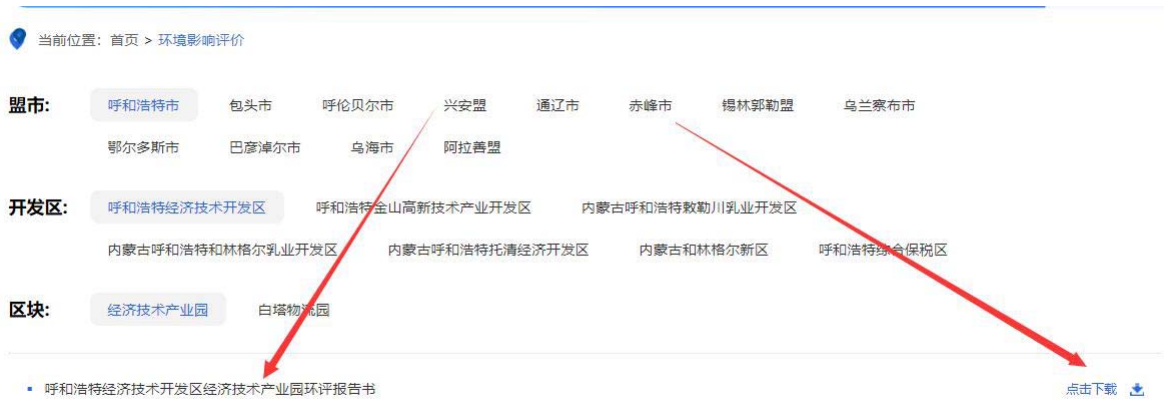 当前位置：首页 > 环境影响评价
盟市: 呼和浩特市 包头市 呼伦贝尔市 兴安盟 通辽市 赤峰市 锡林郭勒盟 乌兰察布市
鄂尔多斯市 巴彦淖尔市 乌海市 阿拉善盟
开发区: 呼和浩特经济技术开发区 呼和浩特金山高新技术产业开发区 内蒙古呼和浩特敕勒川乳业开发区
内蒙古呼和浩特和林格尔乳业开发区 内蒙古呼和浩特托清经济开发区 内蒙古和林格尔新区 呼和浩特综合保税区
区块: 经济技术产业园 白塔物流园
呼和浩特经济技术开发区经济技术产业园环评报告书 点击下载